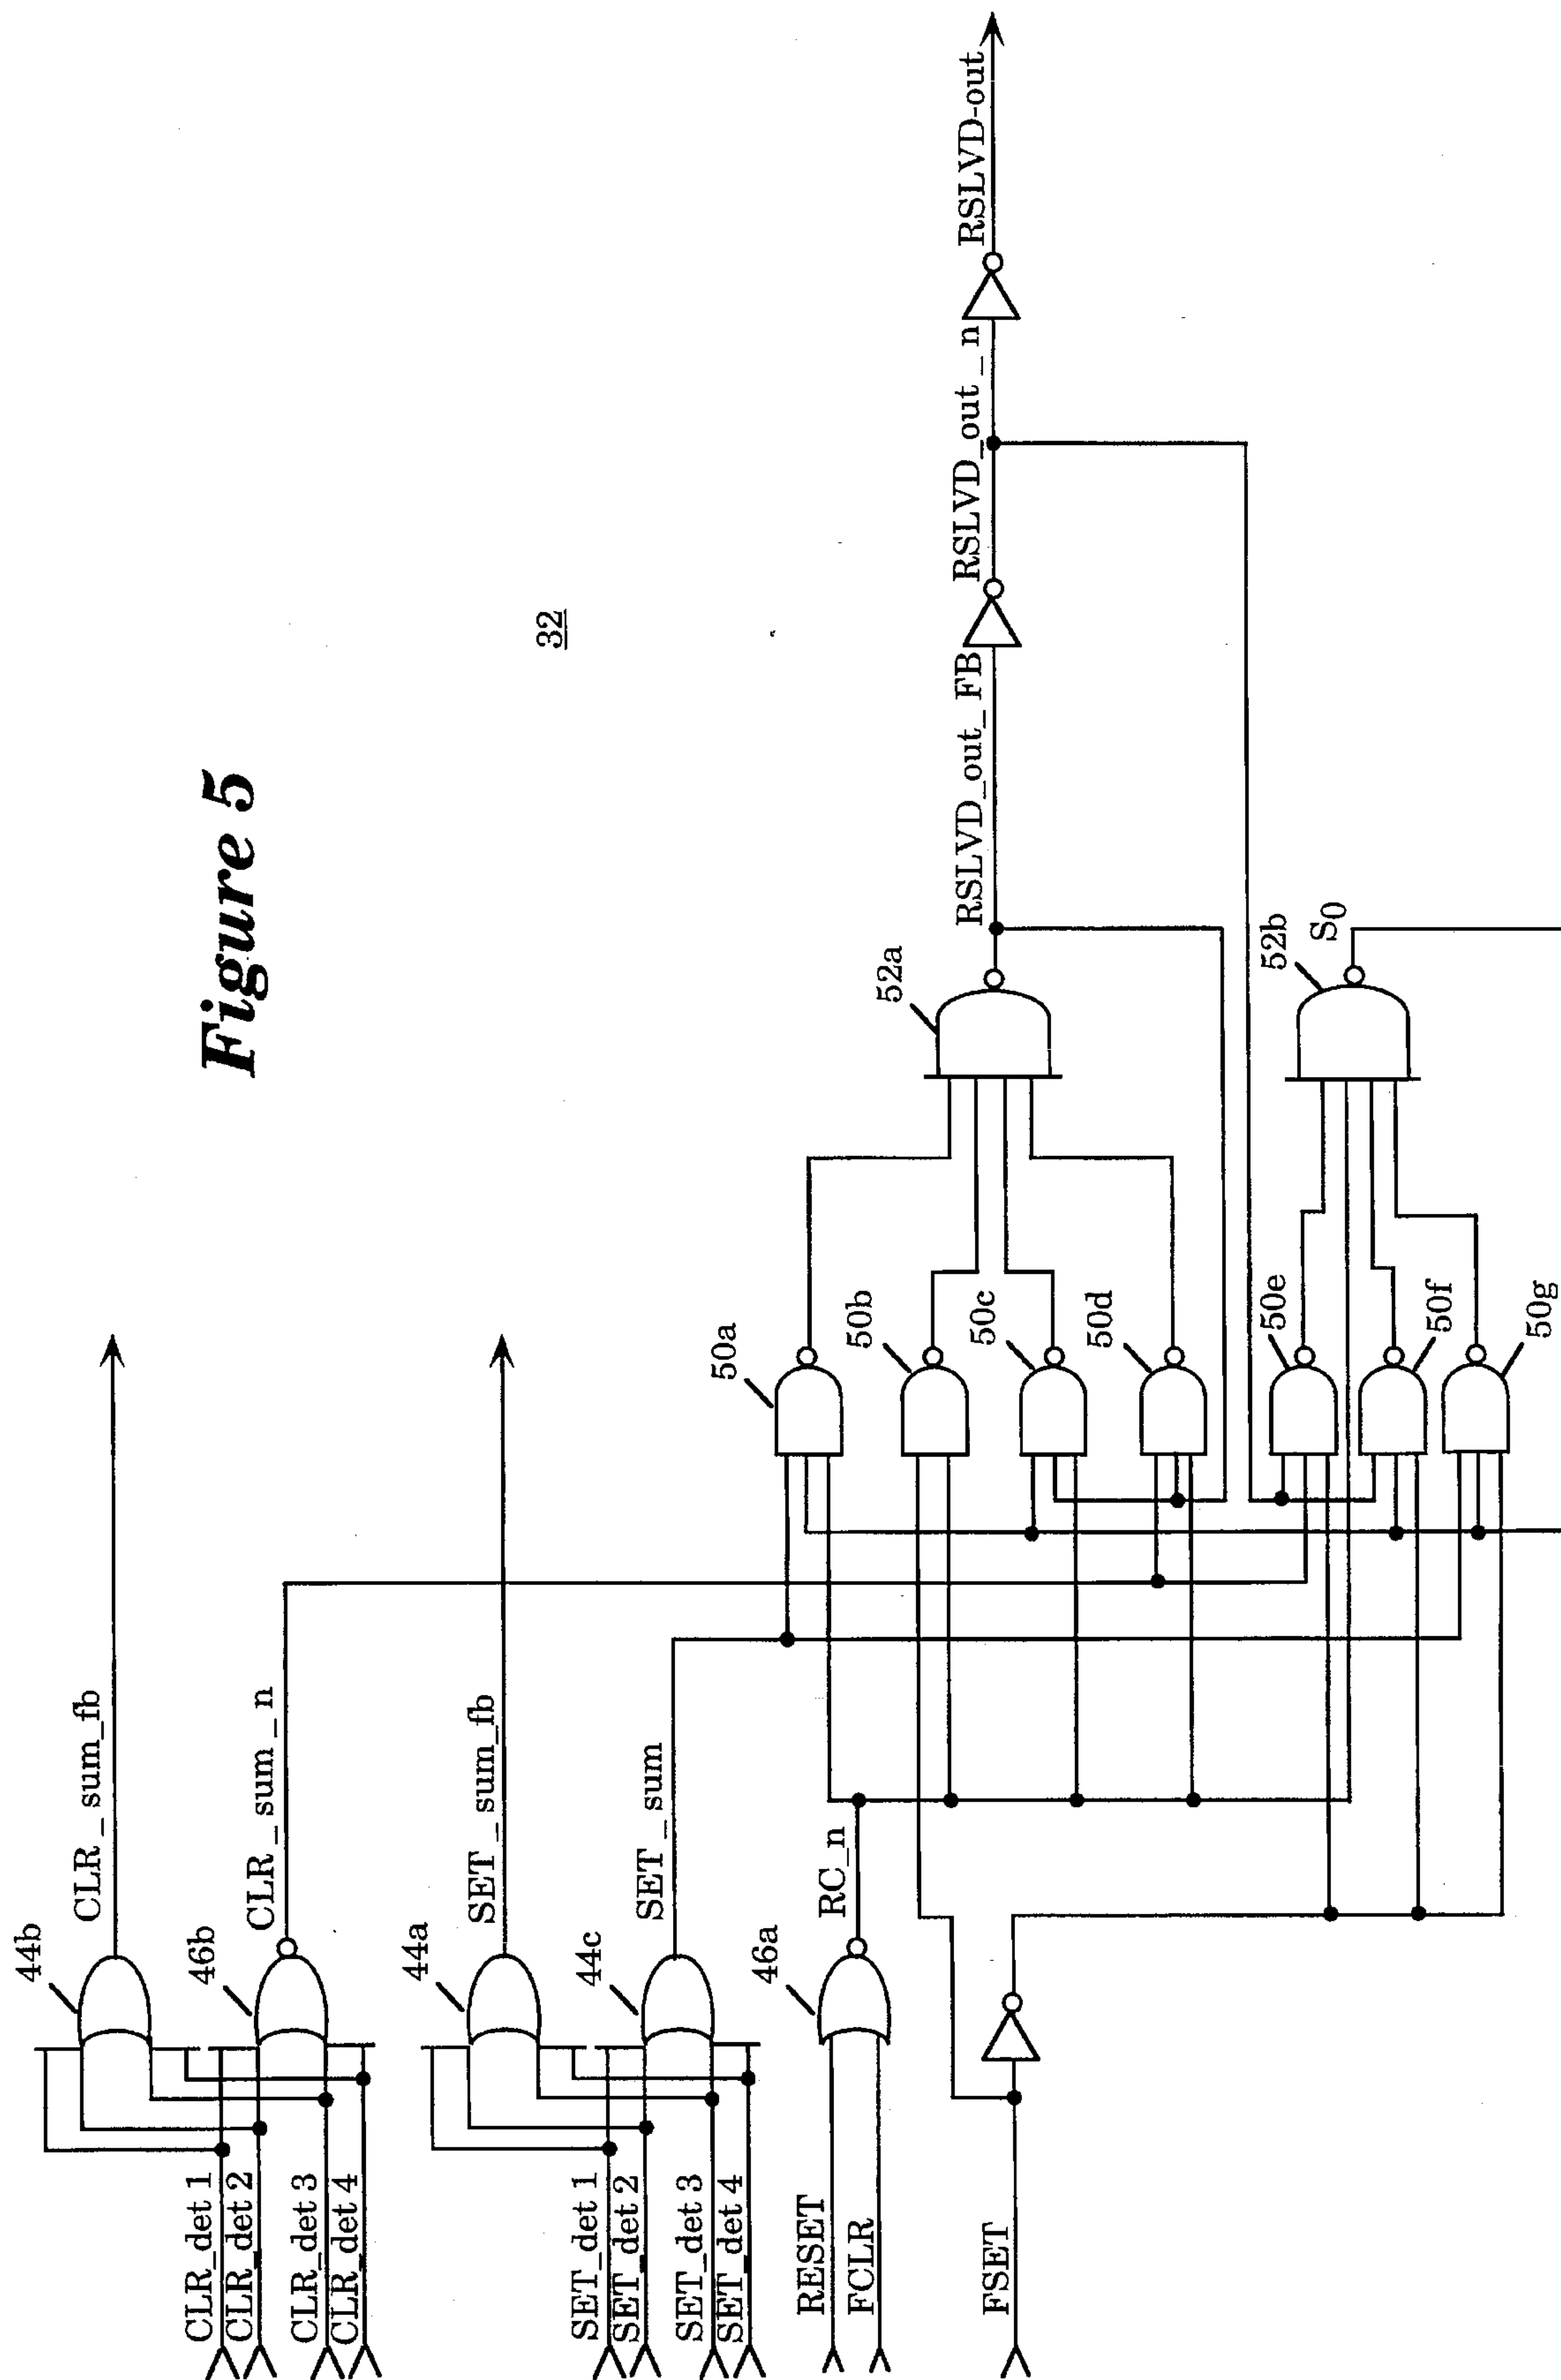 Figure 5
32
44b
CLR_sum_fb
46b
CLR_sum_n
44a
SET_sum_fb
44c
SET_sum
46a
RC_n
CLR_det 1
CLR_det 2
CLR_det 3
CLR_det 4
SET_det 1
SET_det 2
SET_det 3
SET_det 4
RESET
FCLR
FSET
50a
50b
50c
50d
50e
50f
50g
52a
52b
S0
RSLVD_out_FB
RSLVD_out_n
RSLVD-out